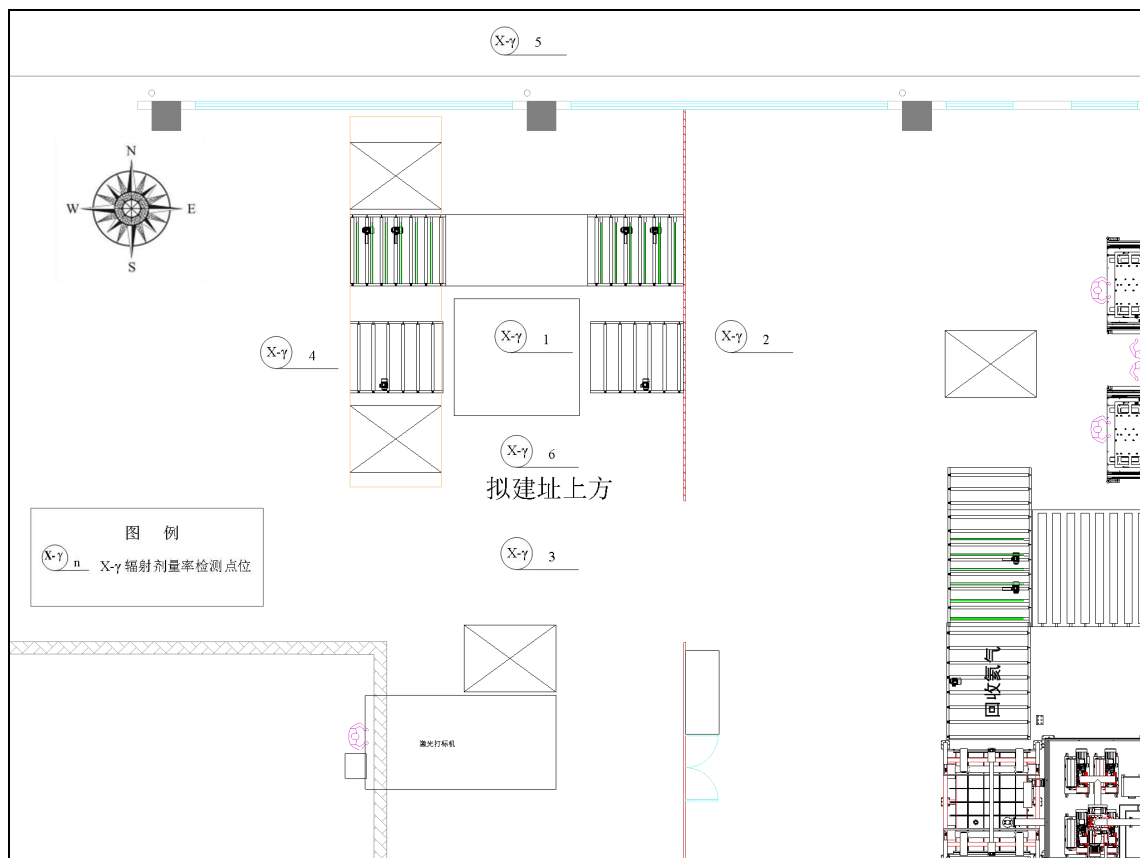 X-γ 5
N
W E
S
X-γ 1
X-γ 2
X-γ 4
X-γ 6
拟建址上方
X-γ 3
图 例
X-γ n X-γ 辐射剂量率检测点位
回收氦气
激光打标机